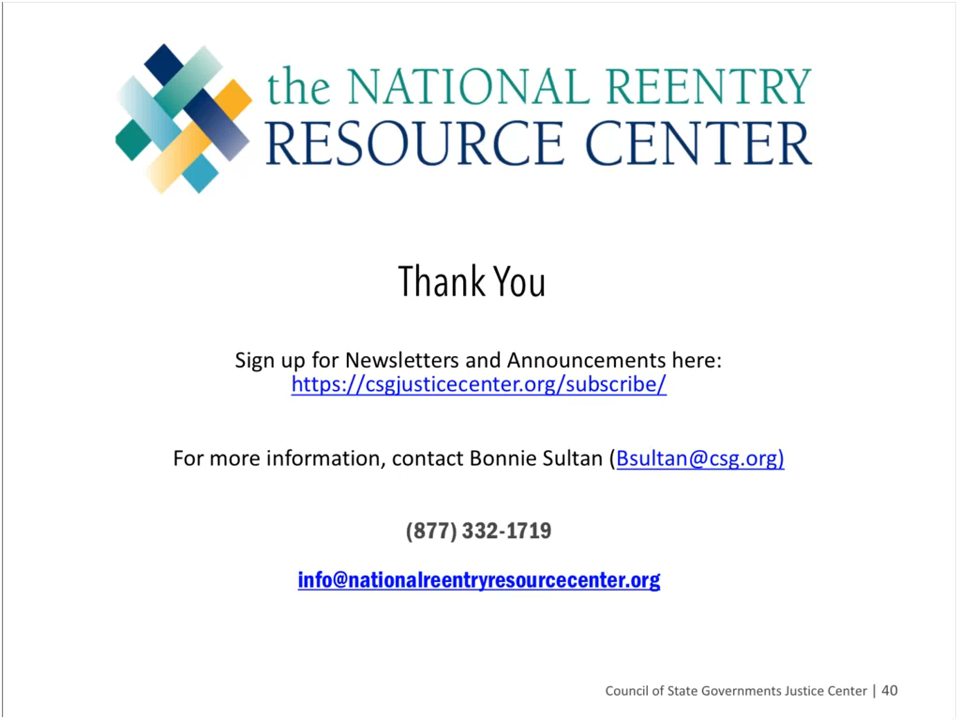 the NATIONAL REENTRY
RESOURCE CENTER
Thank You
Sign up for Newsletters and Announcements here:
https://csgjusticecenter.org/subscribe/
For more information, contact Bonnie Sultan (Bsultan@csg.org)
(877) 332-1719
info@nationalreentryresourcecenter.org
Council of State Governments Justice Center | 40